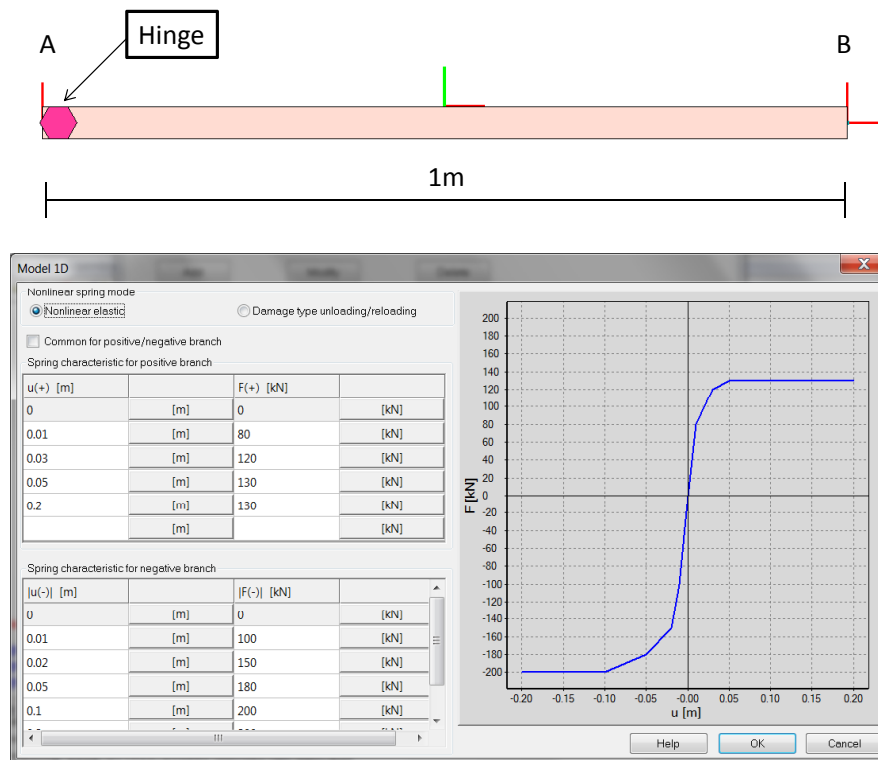 Hinge
A
B
1m
Model 1D
Nonlinear spring mode
Nonlinear elastic
Damage type unloading/reloading
Common for positive/negative branch
Spring characteristic for positive branch
u(+) [m] F(+) [kN]
0 [m] 0 [kN]
0.01 [m] 80 [kN]
0.03 [m] 120 [kN]
0.05 [m] 130 [kN]
0.2 [m] 130 [kN]
[m] [kN]
Spring characteristic for negative branch
|u(-)| [m] |F(-)| [kN]
0 [m] 0 [kN]
0.01 [m] 100 [kN]
0.02 [m] 150 [kN]
0.05 [m] 180 [kN]
0.1 [m] 200 [kN]
F [kN]
200
180
160
140
120
100
80
60
40
20
0
-20
-40
-60
-80
-100
-120
-140
-160
-180
-200
-0.20 -0.15 -0.10 -0.05 -0.00 0.05 0.10 0.15 0.20
u [m]
Help
OK
Cancel